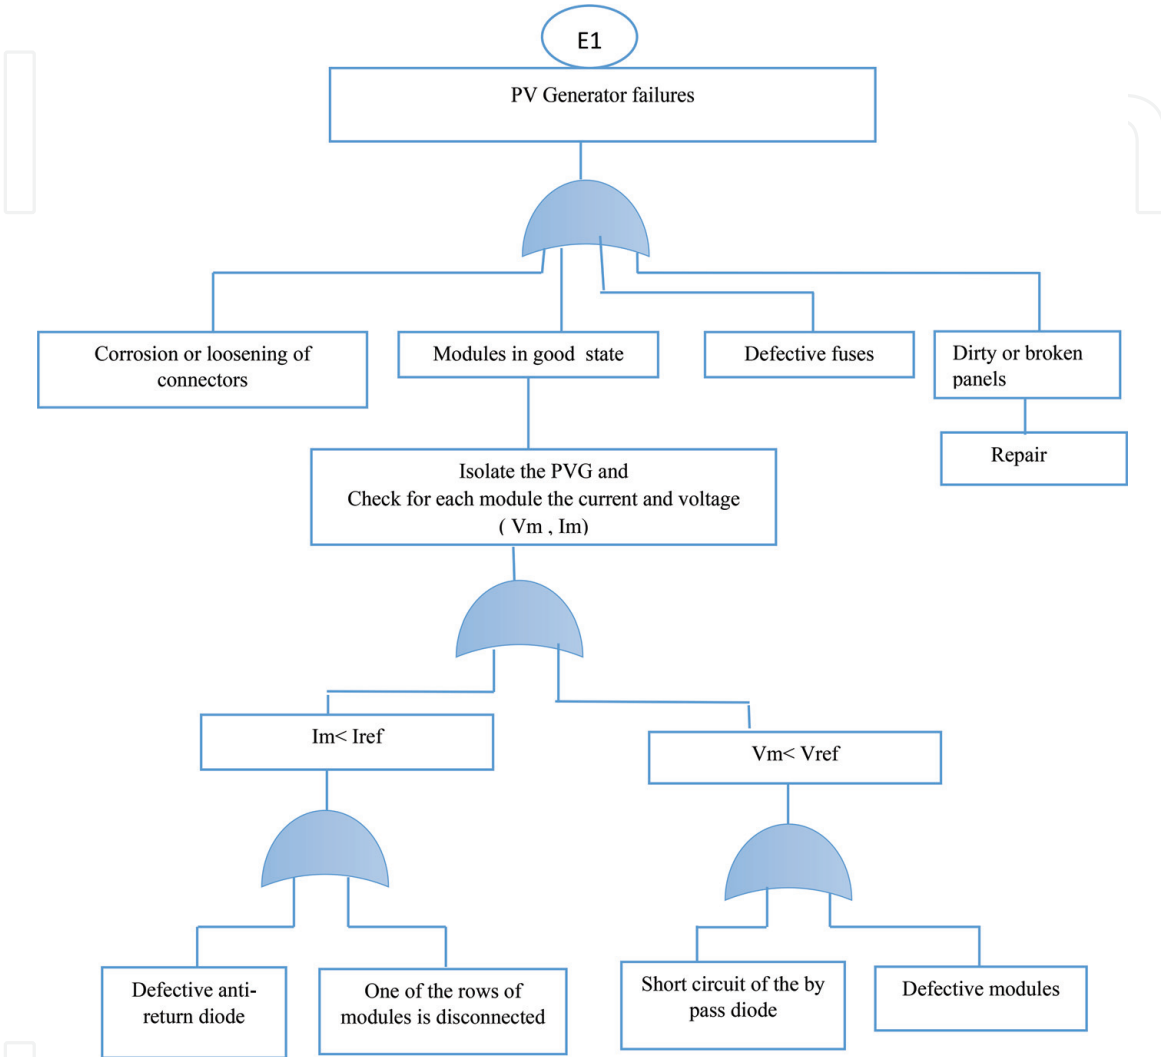 E1
PV Generator failures
Corrosion or loosening of
connectors
Modules in good state
Defective fuses
Dirty or broken
panels
Repair
Isolate the PVG and
Check for each module the current and voltage
( Vm , Im)
Im< Iref
Vm< Vref
Defective anti-
return diode
One of the rows of
modules is disconnected
Short circuit of the by
pass diode
Defective modules